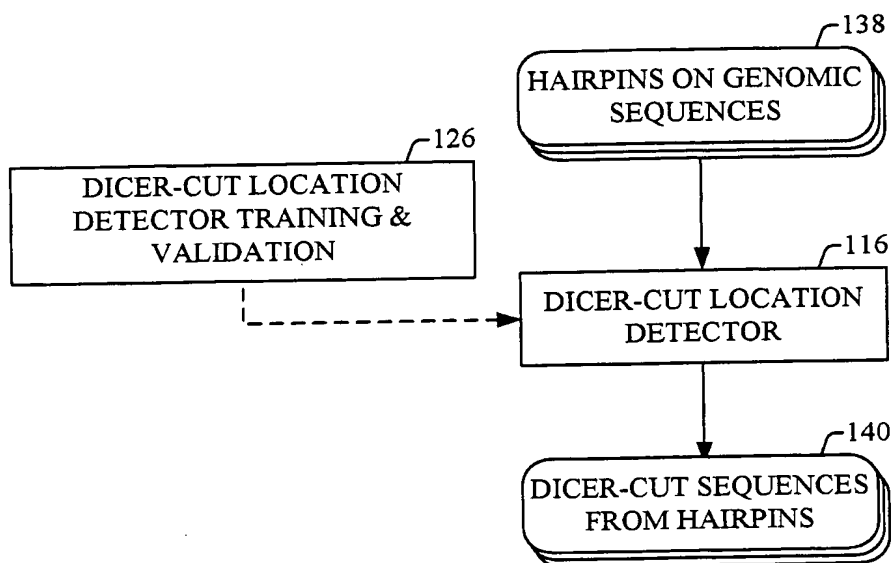 138
HAIRPINS ON GENOMIC
SEQUENCES
126
DICER-CUT LOCATION
DETECTOR TRAINING &
VALIDATION
116
DICER-CUT LOCATION
DETECTOR
140
DICER-CUT SEQUENCES
FROM HAIRPINS